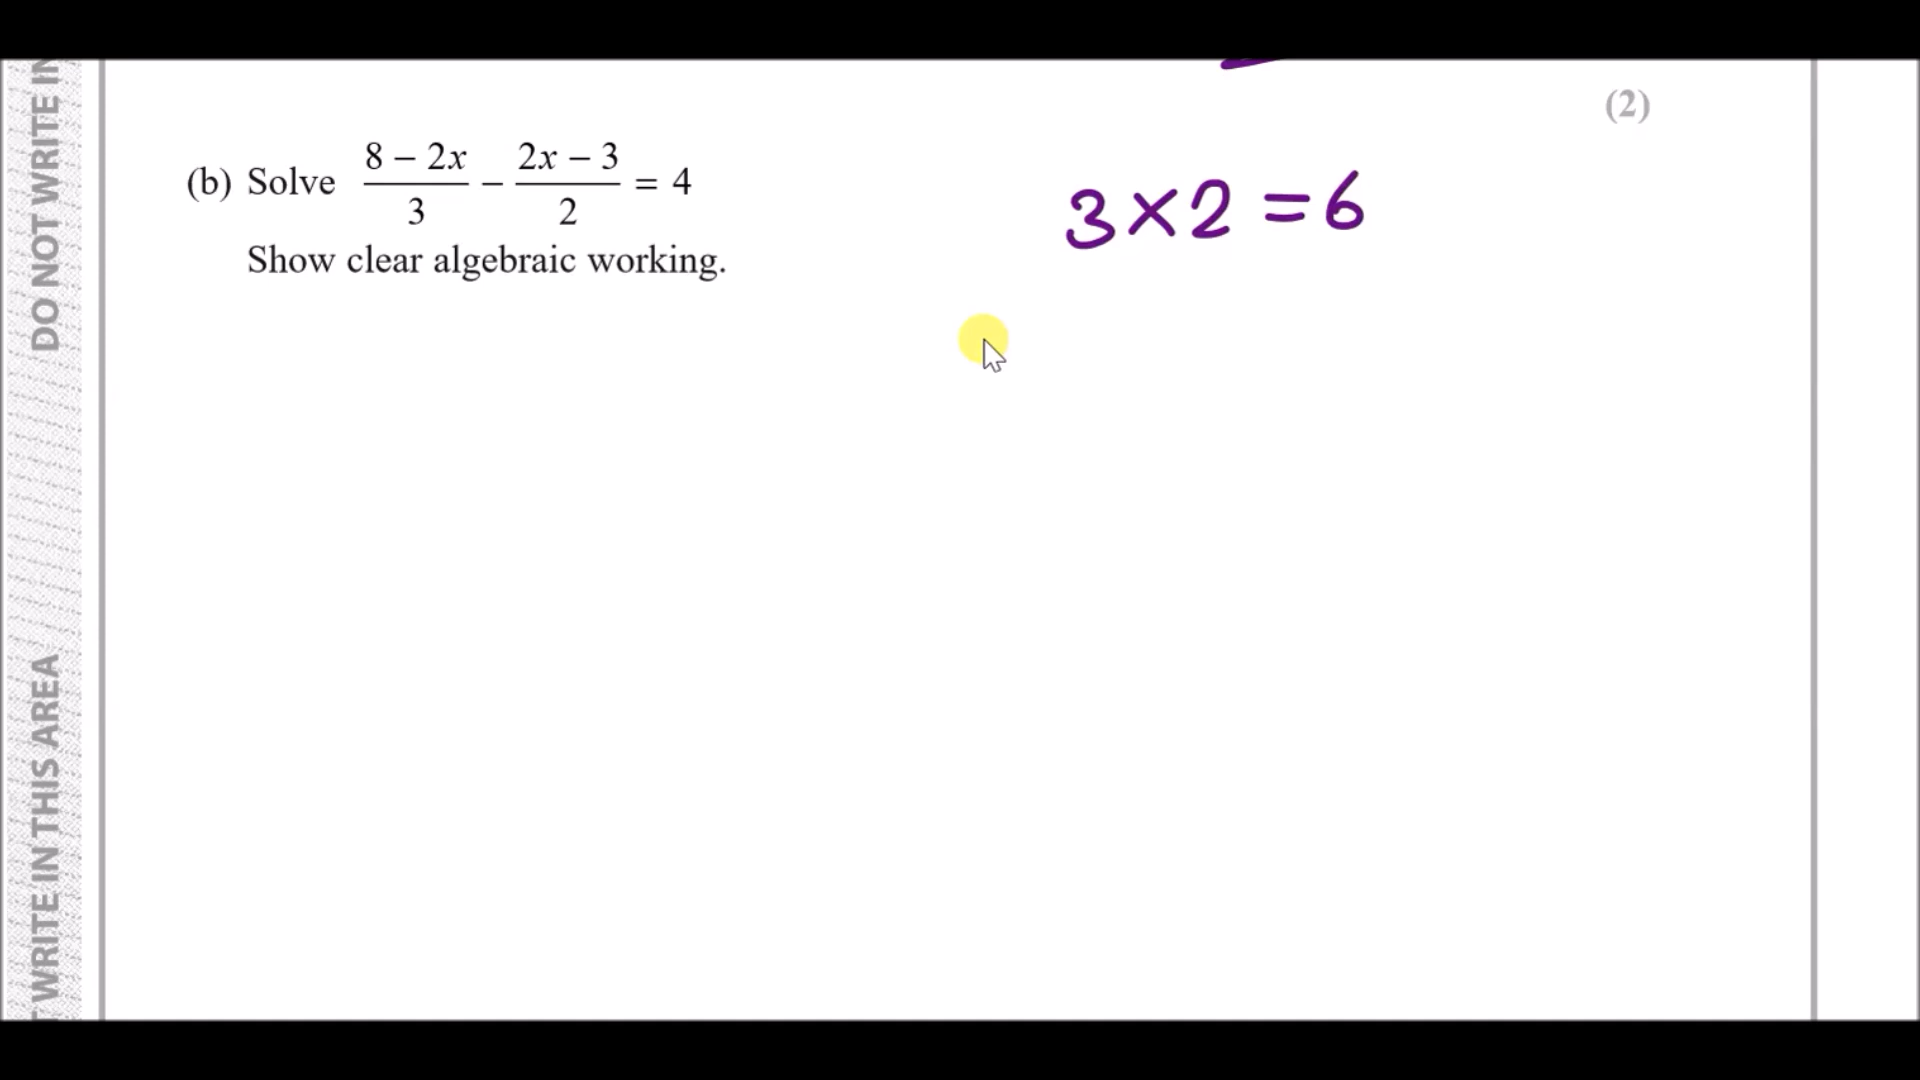 DO NOT WRITE IN
(2)
(b) Solve \frac{8 - 2x}{3} - \frac{2x - 3}{2} = 4
3 × 2 = 6
Show clear algebraic working.
WRITE IN THIS AREA